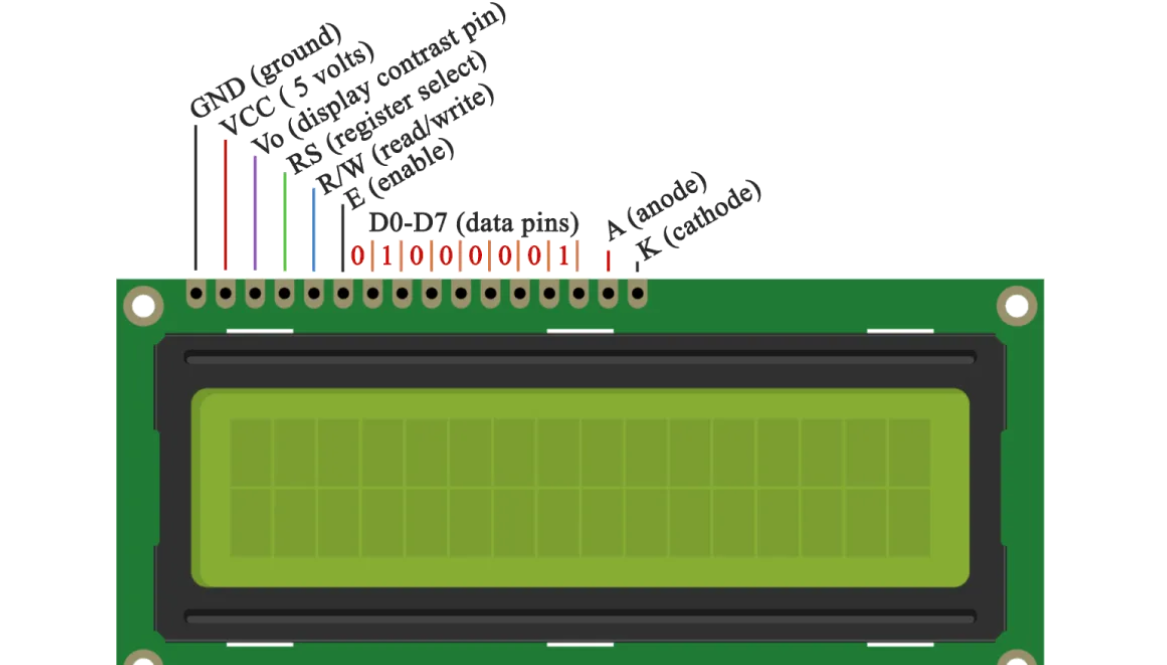 GND (ground)
VCC ( 5 volts)
Vo (display contrast pin)
RS (register select)
R/W (read/write)
E (enable)
D0-D7 (data pins)
0 1 0 0 0 0 0 1
A (anode)
K (cathode)